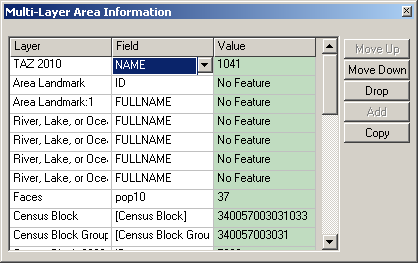 Multi-Layer Area Information
Layer Field Value
TAZ 2010 NAME 1041
Area Landmark ID No Feature
Area Landmark:1 FULLNAME No Feature
River, Lake, or Ocea FULLNAME No Feature
River, Lake, or Ocea FULLNAME No Feature
River, Lake, or Ocea FULLNAME No Feature
River, Lake, or Ocea FULLNAME No Feature
Faces pop10 37
Census Block [Census Block] 340057003031033
Census Block Group [Census Block Grou 340057003031
Move Up
Move Down
Drop
Add
Copy